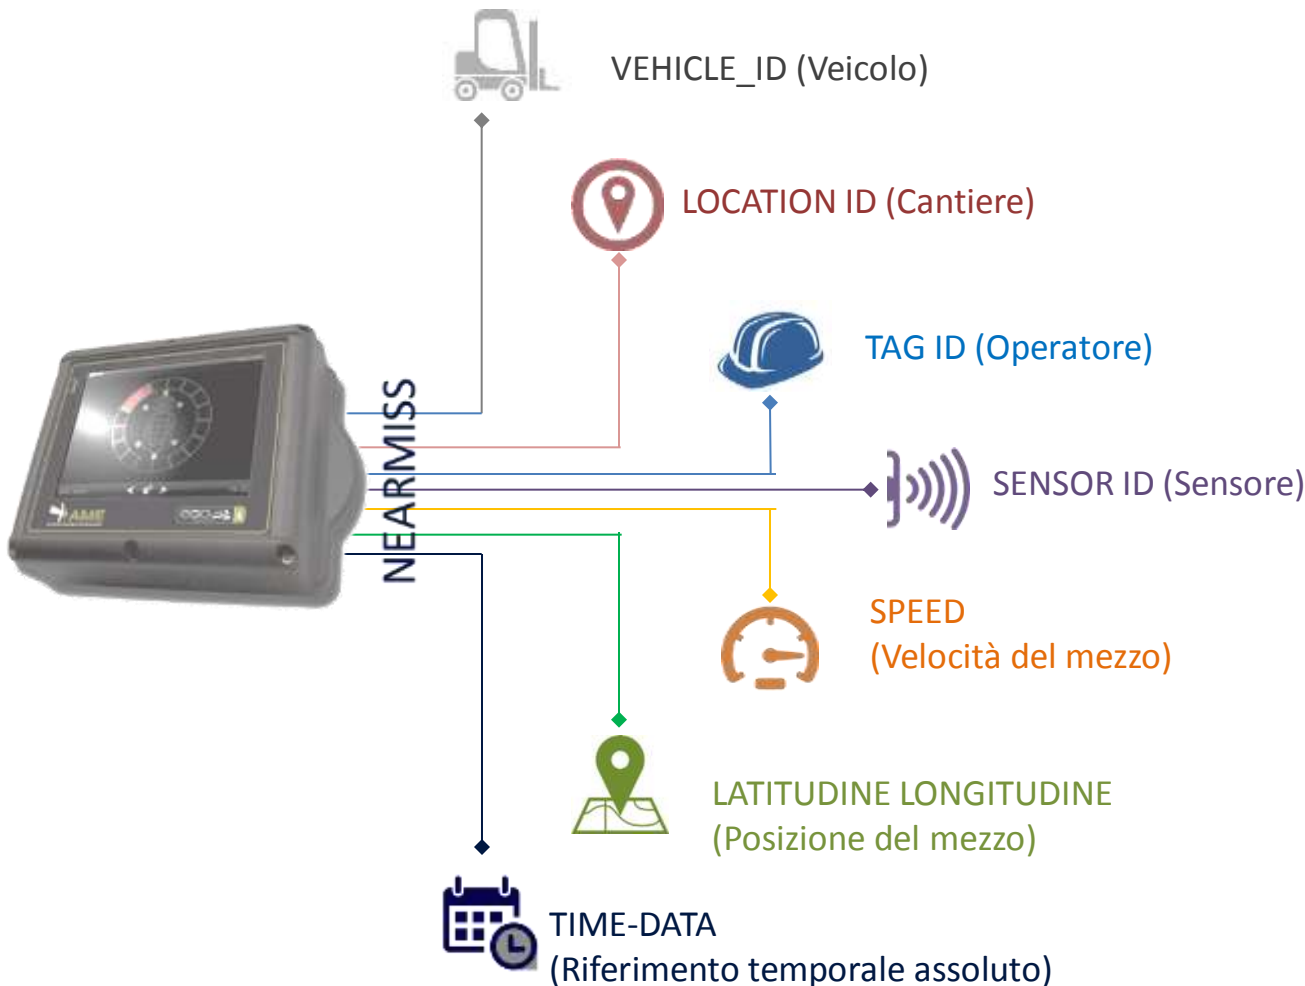 VEHICLE_ID (Veicolo)
LOCATION ID (Cantiere)
TAG ID (Operatore)
NEARMISS
SENSOR ID (Sensore)
AME
SPEED
(Velocità del mezzo)
LATITUDINE LONGITUDINE
(Posizione del mezzo)
TIME-DATA
(Riferimento temporale assoluto)